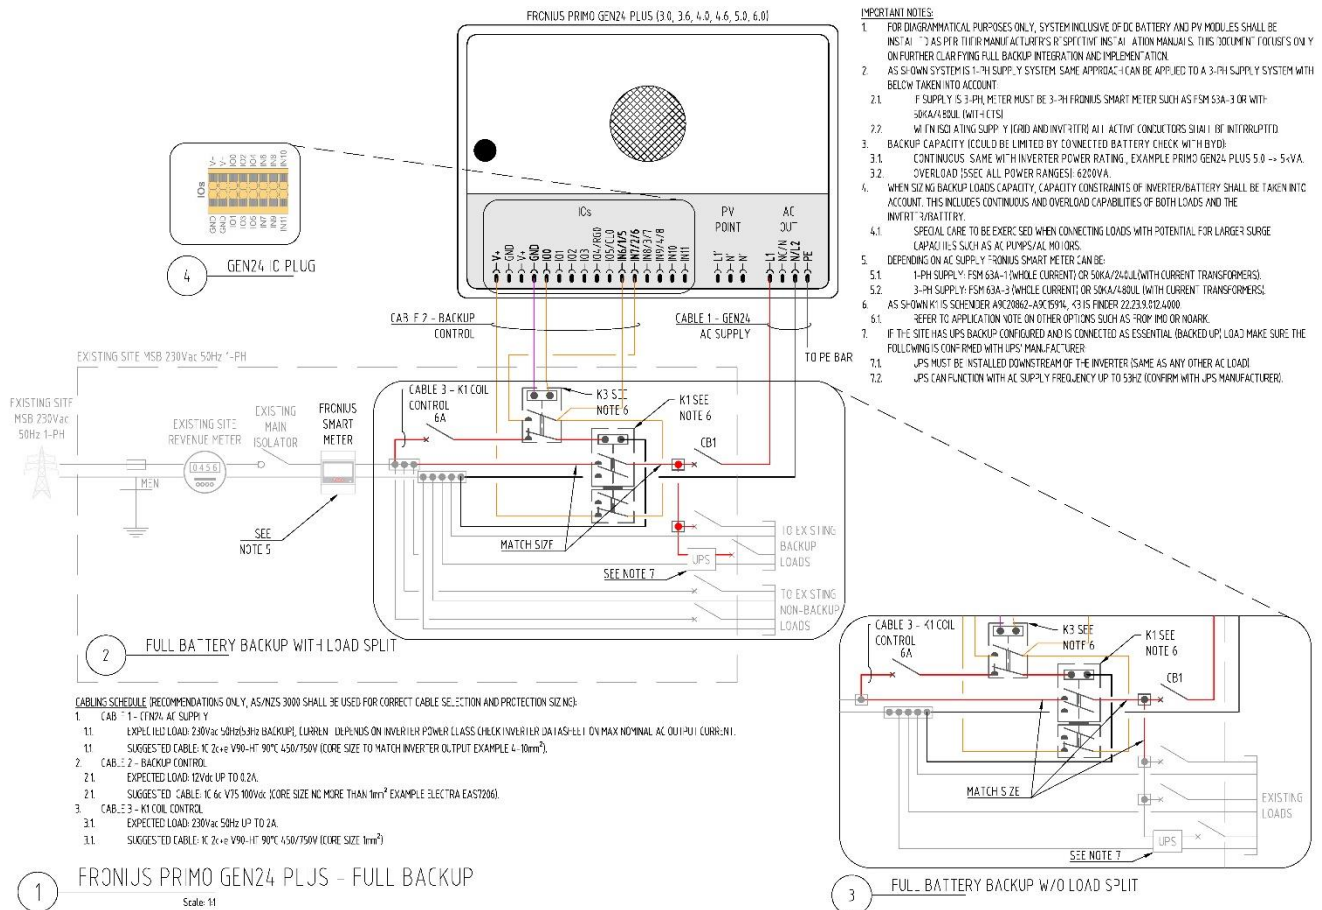 FRONIUS PRIMO GEN24 PLUS (3.0, 3.6, 4.0, 4.6, 5.0, 6.0)
IOs
PV
POINT
AC
OUT
V+
GND
V+
GND
IO0
IO1
IO2
IO3
IO4/RG0
IO5/CL0
IN6/1/5
IN7/2/6
IN8/3/7
IN9/4/8
IN10
IN11
L1'
N'
N'
L1
NC/N
N/L2
PE
V+
V-
IO0
IO2
IO4
IN6
IN8
IN10
IOs
GND
GND
IO1
IO3
IO5
IN7
IN9
IN11
4
GEN24 IO PLUG
CABLE 2 - BACKUP
CONTROL
CABLE 1 - GEN24
AC SUPPLY
TO PE BAR
EXISTING SITE MSB 230Vac 50Hz 1-PH
EXISTING SITE
MSB 230Vac
50Hz 1-PH
EXISTING SITE
REVENUE METER
0456
MEN
EXISTING
MAIN
ISOLATOR
FRONIUS
SMART
METER
SEE
NOTE 5
CABLE 3 - K1 COIL
CONTROL
6A
K3 SEE
NOTE 6
K1 SEE
NOTE 6
CB1
MATCH SIZE
UPS
SEE NOTE 7
TO EXISTING
BACKUP
LOADS
TO EXISTING
NON-BACKUP
LOADS
2
FULL BATTERY BACKUP WITH LOAD SPLIT
IMPORTANT NOTES:
1. FOR DIAGRAMMATICAL PURPOSES ONLY, SYSTEM INCLUSIVE OF DC BATTERY AND PV MODULES SHALL BE
INSTALLED AS PER THEIR MANUFACTURER'S RESPECTIVE INSTALLATION MANUALS. THIS DOCUMENT FOCUSES ONLY
ON FURTHER CLARIFYING FULL BACKUP INTEGRATION AND IMPLEMENTATION.
2. AS SHOWN SYSTEM IS 1-PH SUPPLY SYSTEM. SAME APPROACH CAN BE APPLIED TO A 3-PH SUPPLY SYSTEM WITH
BELOW TAKEN INTO ACCOUNT:
2.1. IF SUPPLY IS 3-PH, METER MUST BE 3-PH FRONIUS SMART METER SUCH AS FSM 63A-3 OR WITH
50KA/480UL (WITH CTS)
2.2. WHEN ISOLATING SUPPLY (GRID AND INVERTER) ALL ACTIVE CONDUCTORS SHALL BE INTERRUPTED.
3. BACKUP CAPACITY (COULD BE LIMITED BY CONNECTED BATTERY CHECK WITH BYD):
3.1. CONTINUOUS: SAME WITH INVERTER POWER RATING, EXAMPLE PRIMO GEN24 PLUS 5.0 -> 5kVA.
3.2. OVERLOAD (5SEC ALL POWER RANGES): 6200VA.
4. WHEN SIZING BACKUP LOADS CAPACITY, CAPACITY CONSTRAINTS OF INVERTER/BATTERY SHALL BE TAKEN INTO
ACCOUNT. THIS INCLUDES CONTINUOUS AND OVERLOAD CAPABILITIES OF BOTH LOADS AND THE
INVERTER/BATTERY.
4.1. SPECIAL CARE TO BE EXERCISED WHEN CONNECTING LOADS WITH POTENTIAL FOR LARGER SURGE
CAPACITIES SUCH AS AC PUMPS/AC MOTORS.
5. DEPENDING ON AC SUPPLY FRONIUS SMART METER CAN BE:
5.1. 1-PH SUPPLY: FSM 63A-1 (WHOLE CURRENT) OR 50KA/240UL(WITH CURRENT TRANSFORMERS).
5.2. 3-PH SUPPLY: FSM 63A-3 (WHOLE CURRENT) OR 50KA/480UL (WITH CURRENT TRANSFORMERS).
6. AS SHOWN K1 IS SCHENDER A9C20862-A9C15914, K3 IS FINDER 22.23.9.012.4000.
6.1. REFER TO APPLICATION NOTE ON OTHER OPTIONS SUCH AS FROM IMO OR NOARK.
7. IF THE SITE HAS UPS BACKUP CONFIGURED AND IS CONNECTED AS ESSENTIAL (BACKED UP) LOAD MAKE SURE THE
FOLLOWING IS CONFIRMED WITH UPS' MANUFACTURER:
7.1. UPS MUST BE INSTALLED DOWNSTREAM OF THE INVERTER (SAME AS ANY OTHER AC LOAD)
7.2. UPS CAN FUNCTION WITH AC SUPPLY FREQUENCY UP TO 53HZ (CONFIRM WITH UPS MANUFACTURER).
CABLING SCHEDULE (RECOMMENDATIONS ONLY, AS/NZS 3000 SHALL BE USED FOR CORRECT CABLE SELECTION AND PROTECTION SIZING):
1. CABLE 1 - GEN24 AC SUPPLY
1.1. EXPECTED LOAD: 230Vac 50Hz(53Hz BACKUP), CURRENT DEPENDS ON INVERTER POWER CLASS CHECK INVERTER DATASHEET ON MAX NOMINAL AC OUTPUT CURRENT.
1.1. SUGGESTED CABLE: 1C 2c+e V90-HT 90°C 450/750V (CORE SIZE TO MATCH INVERTER OUTPUT EXAMPLE 4-10mm²).
2. CABLE 2 - BACKUP CONTROL
2.1. EXPECTED LOAD: 12Vdc UP TO 0.2A.
2.1. SUGGESTED CABLE: 1C 6c V75 100Vdc (CORE SIZE NO MORE THAN 1mm² EXAMPLE ELECTRA EAS7206).
3. CABLE 3 - K1 COIL CONTROL
3.1. EXPECTED LOAD: 230Vac 50Hz UP TO 2A.
3.1. SUGGESTED CABLE: 1C 2c+e V90-HT 90°C 450/750V (CORE SIZE 1mm²)
CABLE 3 - K1 COIL
CONTROL
6A
K3 SEE
NOTE 6
K1 SEE
NOTE 6
CB1
MATCH SIZE
EXISTING
LOADS
UPS
SEE NOTE 7
3
FULL BATTERY BACKUP W/O LOAD SPLIT
1
FRONIUS PRIMO GEN24 PLUS - FULL BACKUP
Scale: 1:1